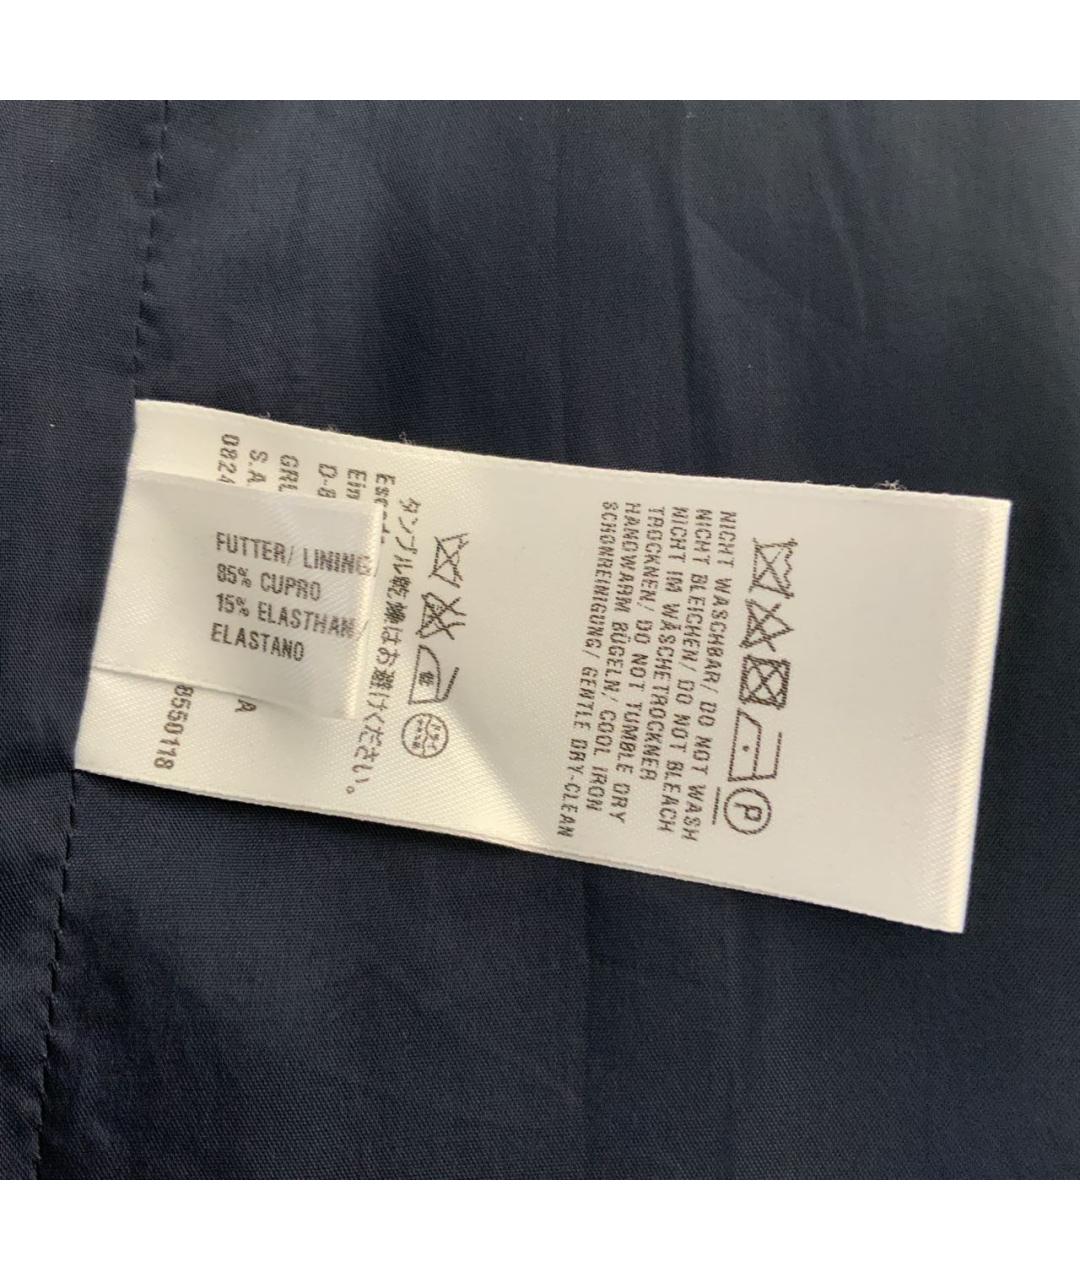 NICHT WASCHBAR/ DO NOT WASH
NICHT BLEICHEN/ DO NOT BLEACH
NICHT IM WÄSCHETROCKNER
TROCKNEN/ DO NOT TUMBLE DRY
HANDWARM BÜGELN/ COOL IRON
SCHONREINIGUNG/ GENTLE DRY-CLEAN
P
タンブル乾燥はお避けください。
Ein
D-8
GRL
S.A.
A
0824
8550118
FUTTER/ LINING
85% CUPRO
15% ELASTHAN/
ELASTANO